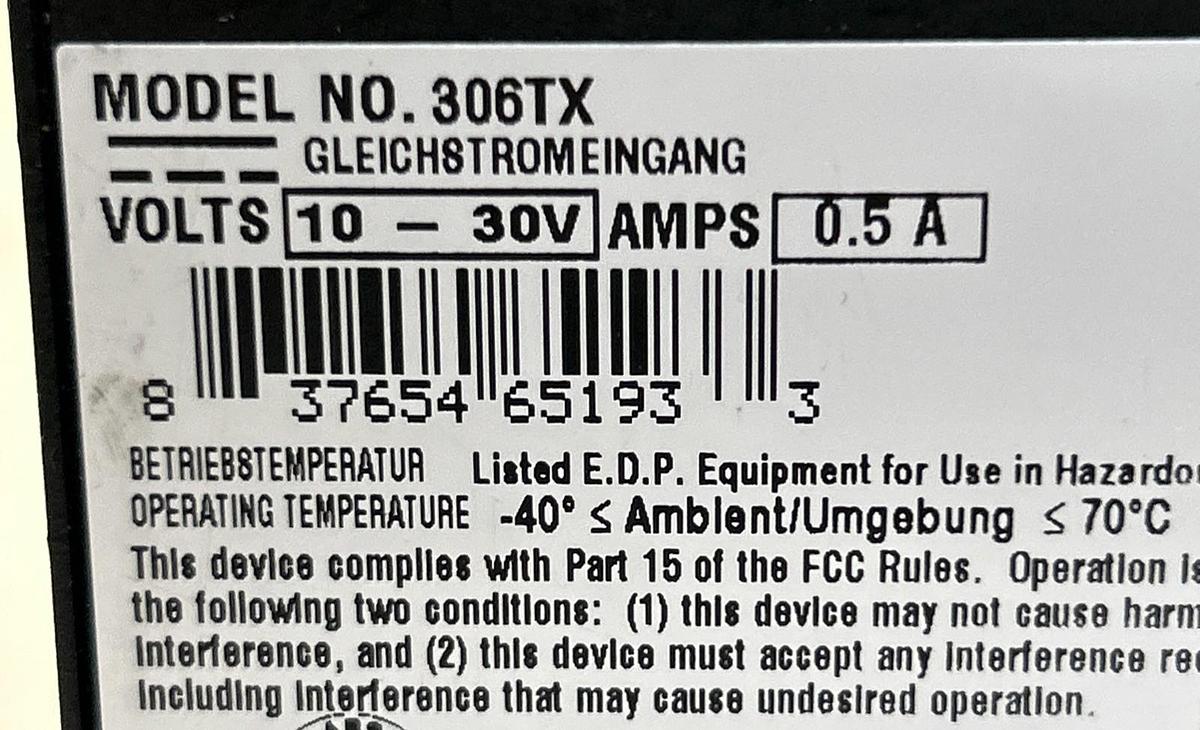 MODEL NO. 306TX
GLEICHSTROMEINGANG
VOLTS 10 – 30V AMPS 0.5 A
8 37654 65193 3
BETRIEBSTEMPERATUR Listed E.D.P. Equipment for Use in
OPERATING TEMPERATURE -40° ≤ Ambient/Umgebung ≤ 70°C
This device complies with Part 15 of the FCC Rules. Operation is
the following two conditions: (1) this device may not cause
interference, and (2) this device must accept any interference
including interference that may cause undesired operation.